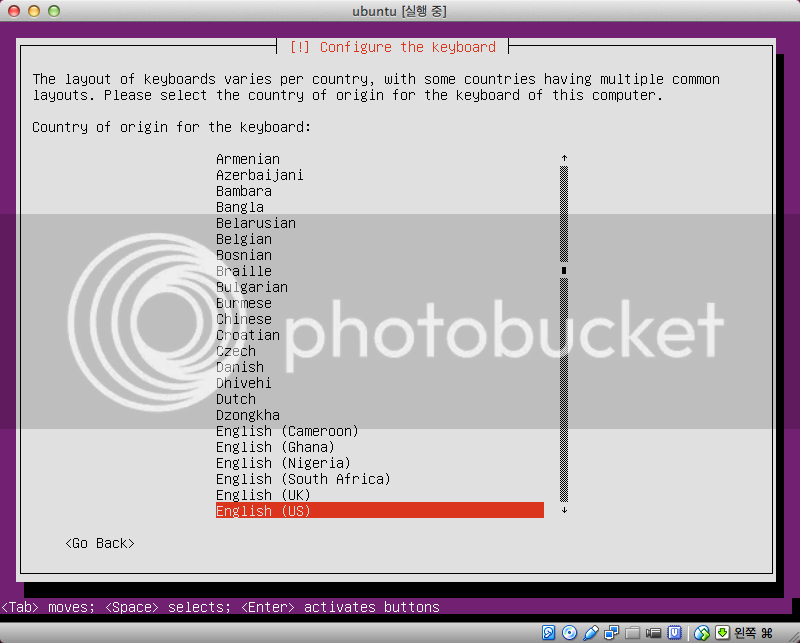 ubuntu [실행 중]
[!] Configure the keyboard
The layout of keyboards varies per country, with some countries having multiple common
layouts. Please select the country of origin for the keyboard of this computer.
Country of origin for the keyboard:
Armenian
Azerbaijani
Bambara
Bangla
Belarusian
Belgian
Bosnian
Braille
Bulgarian
Burmese
Chinese
Croatian
Czech
Danish
Dhivehi
Dutch
Dzongkha
English (Cameroon)
English (Ghana)
English (Nigeria)
English (South Africa)
English (UK)
English (US)
photobucket
<Go Back>
<Tab> moves; <Space> selects; <Enter> activates buttons
왼쪽 ⌘